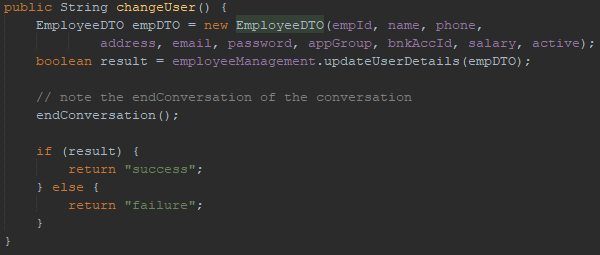 public String changeUser() {
EmployeeDTO empDTO = new EmployeeDTO(empId, name, phone,
address, email, password, appGroup, bnkAccId, salary, active);
boolean result = employeeManagement.updateUserDetails(empDTO);
// note the endConversation of the conversation
endConversation();
if (result) {
return "success";
} else {
return "failure";
}
}